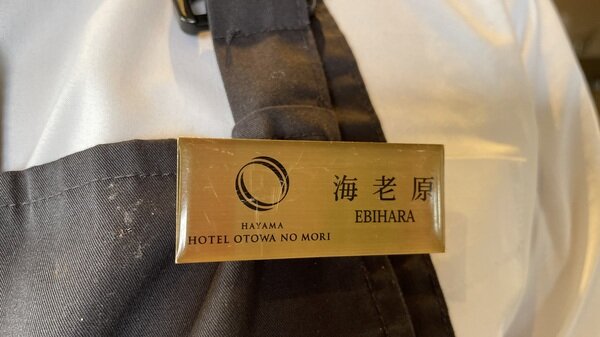 HAYAMA
HOTEL OTOWA NO MORI
海老原
EBIHARA